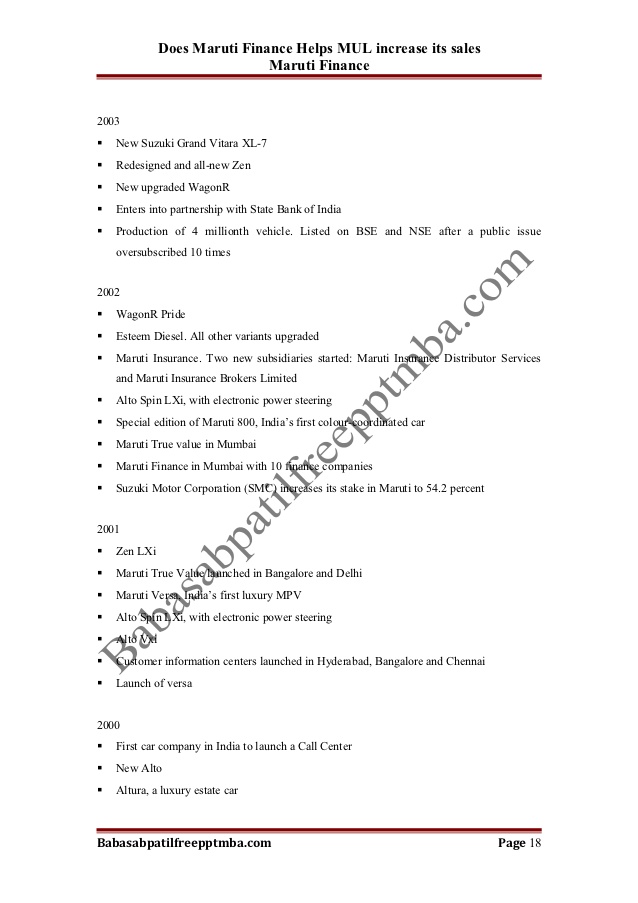 Does Maruti Finance Helps MUL increase its sales
Maruti Finance
2003
▪ New Suzuki Grand Vitara XL-7
▪ Redesigned and all-new Zen
▪ New upgraded WagonR
▪ Enters into partnership with State Bank of India
▪ Production of 4 millionth vehicle. Listed on BSE and NSE after a public issue
oversubscribed 10 times
2002
▪ WagonR Pride
▪ Esteem Diesel. All other variants upgraded
▪ Maruti Insurance. Two new subsidiaries started: Maruti Insurance Distributor Services
and Maruti Insurance Brokers Limited
▪ Alto Spin LXi, with electronic power steering
▪ Special edition of Maruti 800, India’s first colour-coordinated car
▪ Maruti True value in Mumbai
▪ Maruti Finance in Mumbai with 10 finance companies
▪ Suzuki Motor Corporation (SMC) increases its stake in Maruti to 54.2 percent
2001
▪ Zen LXi
▪ Maruti True Value launched in Bangalore and Delhi
▪ Maruti Versa, India’s first luxury MPV
▪ Alto Spin LXi, with electronic power steering
▪ Alto Vxi
▪ Customer information centers launched in Hyderabad, Bangalore and Chennai
▪ Launch of versa
2000
▪ First car company in India to launch a Call Center
▪ New Alto
▪ Altura, a luxury estate car
Babasabpatilfreepptmba.com
Babasabpatilfreepptmba.com Page 18